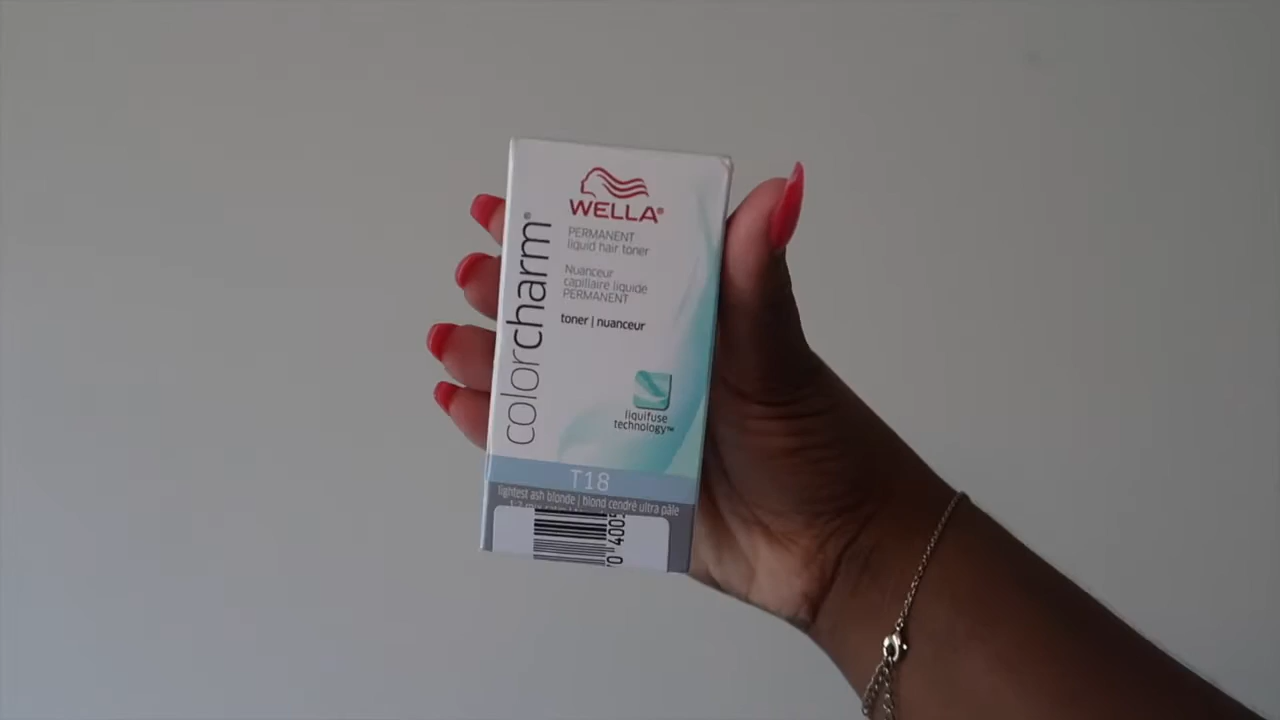 WELLA®
PERMANENT
liquid hair toner
Nuanceur
capillaire liquide
PERMANENT
toner | nuanceur
colorcharm®
liquifuse
technology™
T18
lightest ash blonde | blond cendré ultra pâle